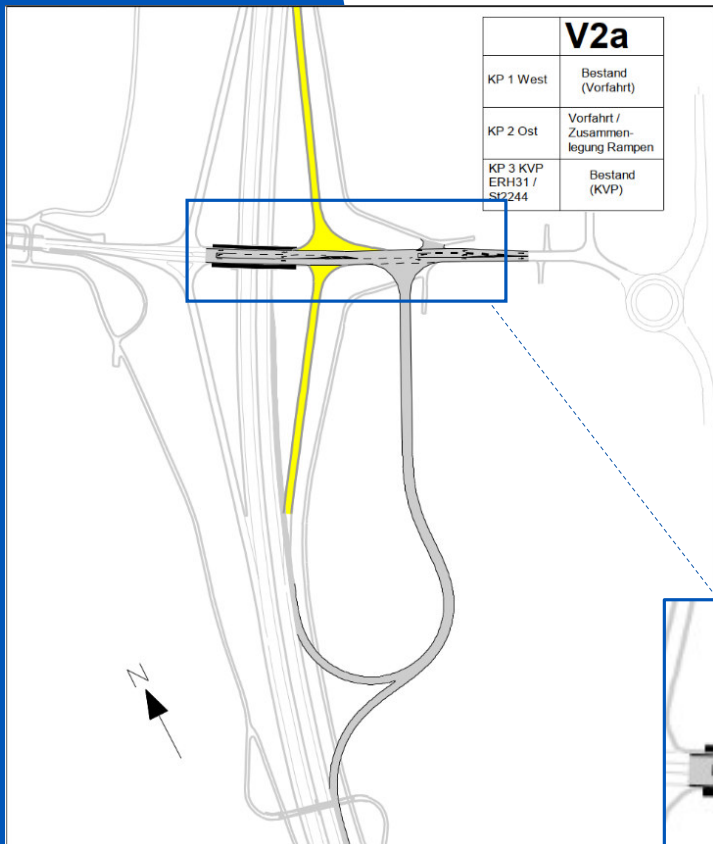 V2a
KP 1 West
Bestand
(Vorfahrt)
KP 2 Ost
Vorfahrt /
Zusammen-
legung Rampen
KP 3 KVP
ERH31 /
St2244
Bestand
(KVP)
N